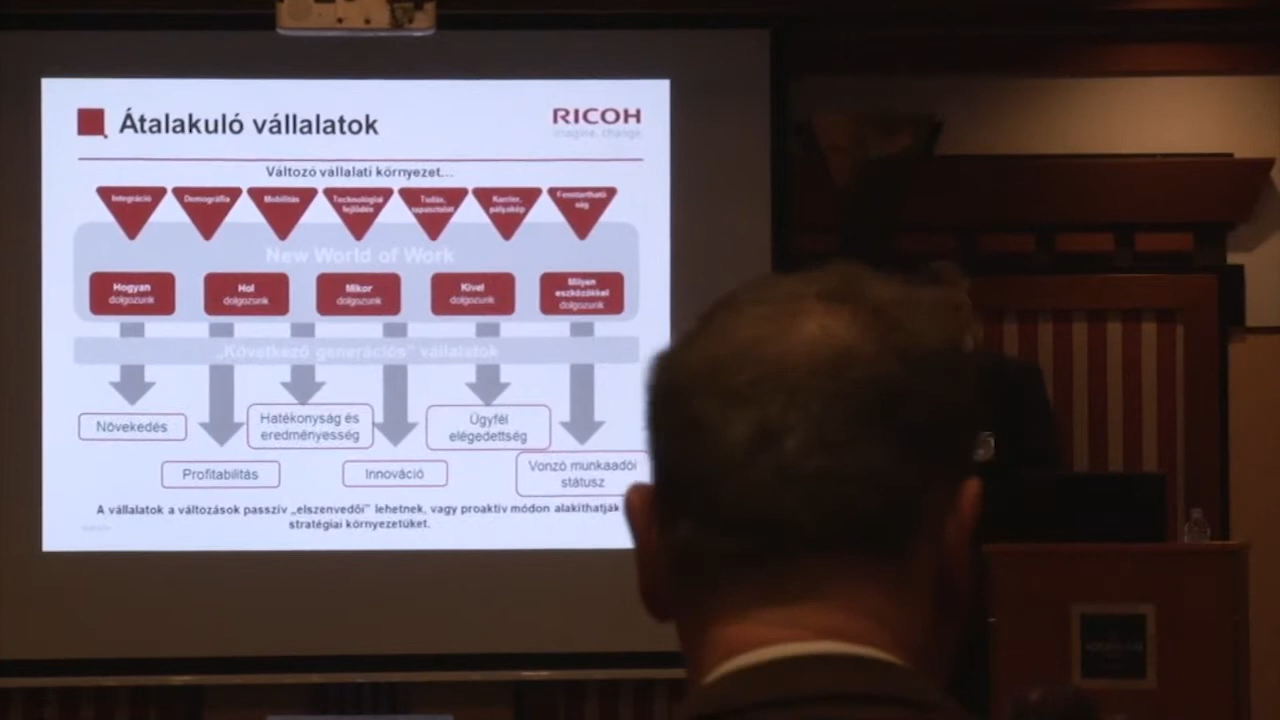 Átalakuló vállalatok
RICOH
imagine. change.
Változó vállalati környezet...
Integráció
Demográfia
Mobilitás
Technológiai
fejlődés
Tudás,
tapasztalat
Karrier,
pályakép
Fenntartható
ság
New World of Work
Hogyan
dolgozunk
Hol
dolgozunk
Mikor
dolgozunk
Kivel
dolgozunk
Milyen
eszközökkel
dolgozunk
„Következő generációs” vállalatok
Növekedés
Hatékonyság és
eredményesség
Ügyfél
elégedettség
Profitabilitás
Innováció
Vonzó munkaadói
státusz
A vállalatok a változások passzív „elszenvedői” lehetnek, vagy proaktív módon alakíthatják
stratégiai környezetüket.